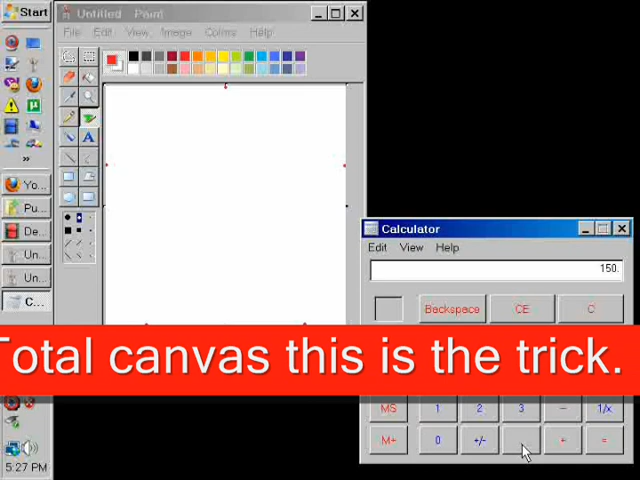 Start
Untitled Paint
File Edit View Image Colors Help
A
»
Yo...
Pu...
De...
Un...
Un...
C...
5:27 PM
Calculator
Edit View Help
150.
Backspace CE C
Total canvas this is the trick.
MS 1 2 3 - 1/x
M+ 0 +/- . + =